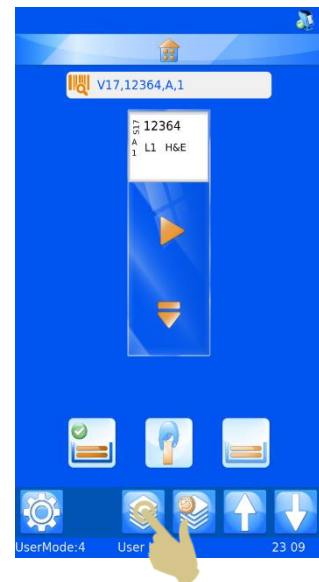 V17,12364,A,1
S17 12364
A
1 L1 H&E
UserMode:4 User 23 09